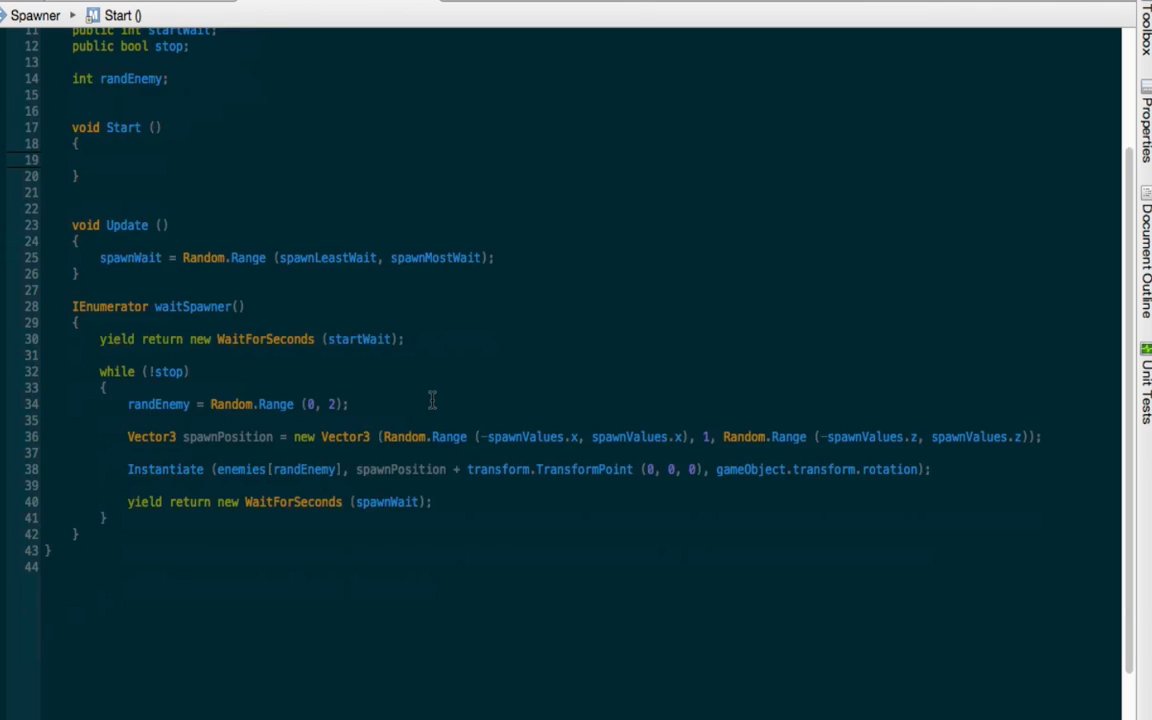 Spawner ▸ Start ()
11 public int startWait;
12 public bool stop;
13
14 int randEnemy;
15
16
17 void Start ()
18 {
19
20 }
21
22
23 void Update ()
24 {
25 spawnWait = Random.Range (spawnLeastWait, spawnMostWait);
26 }
27
28 IEnumerator waitSpawner()
29 {
30 yield return new WaitForSeconds (startWait);
31
32 while (!stop)
33 {
34 randEnemy = Random.Range (0, 2);
35
36 Vector3 spawnPosition = new Vector3 (Random.Range (-spawnValues.x, spawnValues.x), 1, Random.Range (-spawnValues.z, spawnValues.z));
37
38 Instantiate (enemies[randEnemy], spawnPosition + transform.TransformPoint (0, 0, 0), gameObject.transform.rotation);
39
40 yield return new WaitForSeconds (spawnWait);
41 }
42 }
43 }
44
Toolbox
Properties
Document Outline
Unit Tests